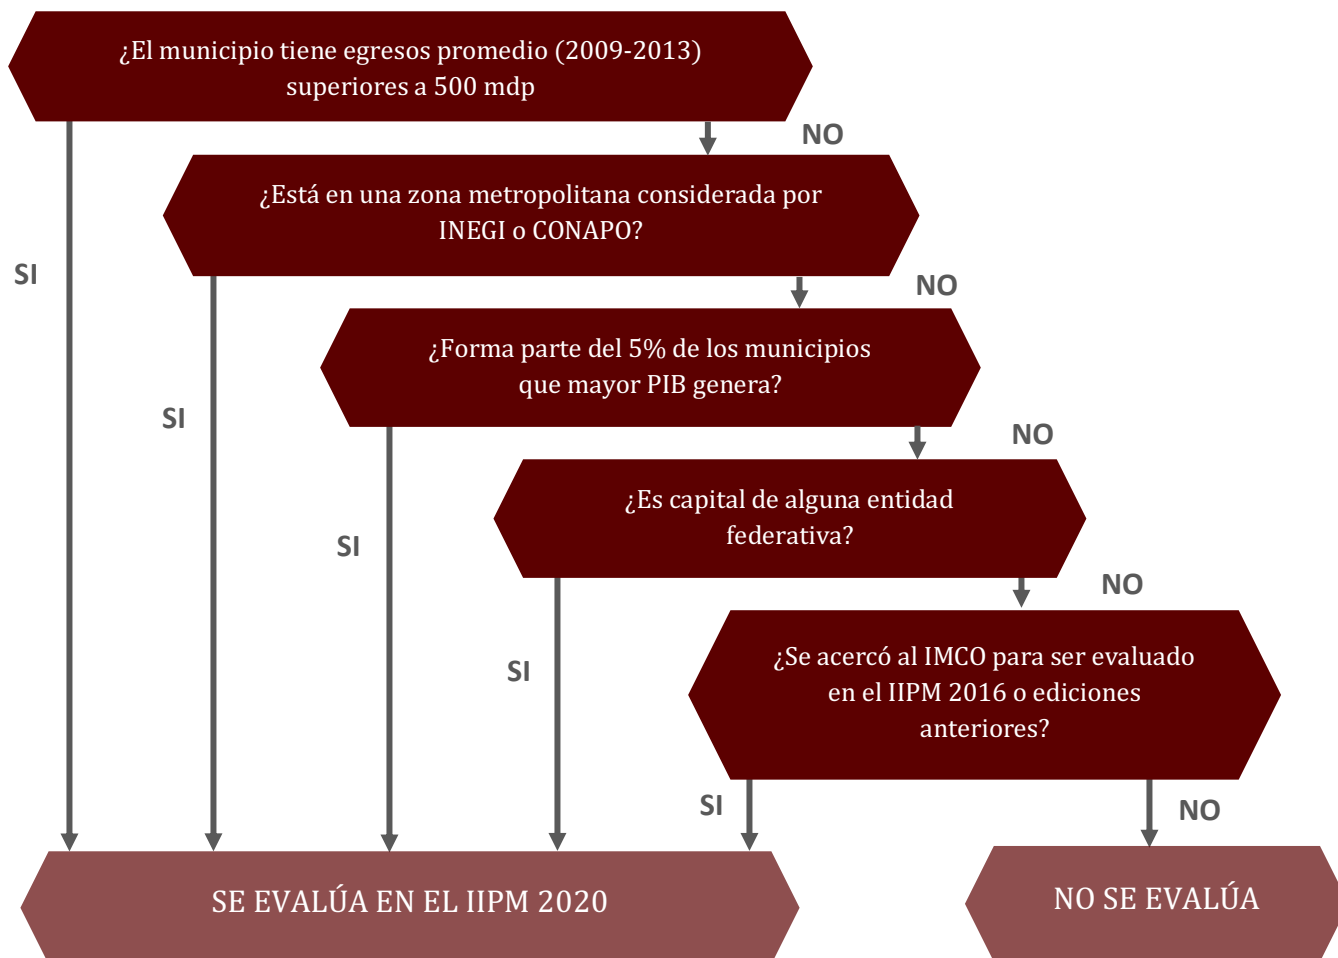 ¿El municipio tiene egresos promedio (2009-2013)
superiores a 500 mdp
NO
¿Está en una zona metropolitana considerada por
INEGI o CONAPO?
SI
NO
¿Forma parte del 5% de los municipios
que mayor PIB genera?
SI
NO
¿Es capital de alguna entidad
federativa?
SI
NO
¿Se acercó al IMCO para ser evaluado
en el IIPM 2016 o ediciones
anteriores?
SI
SI
NO
SE EVALÚA EN EL IIPM 2020
NO SE EVALÚA